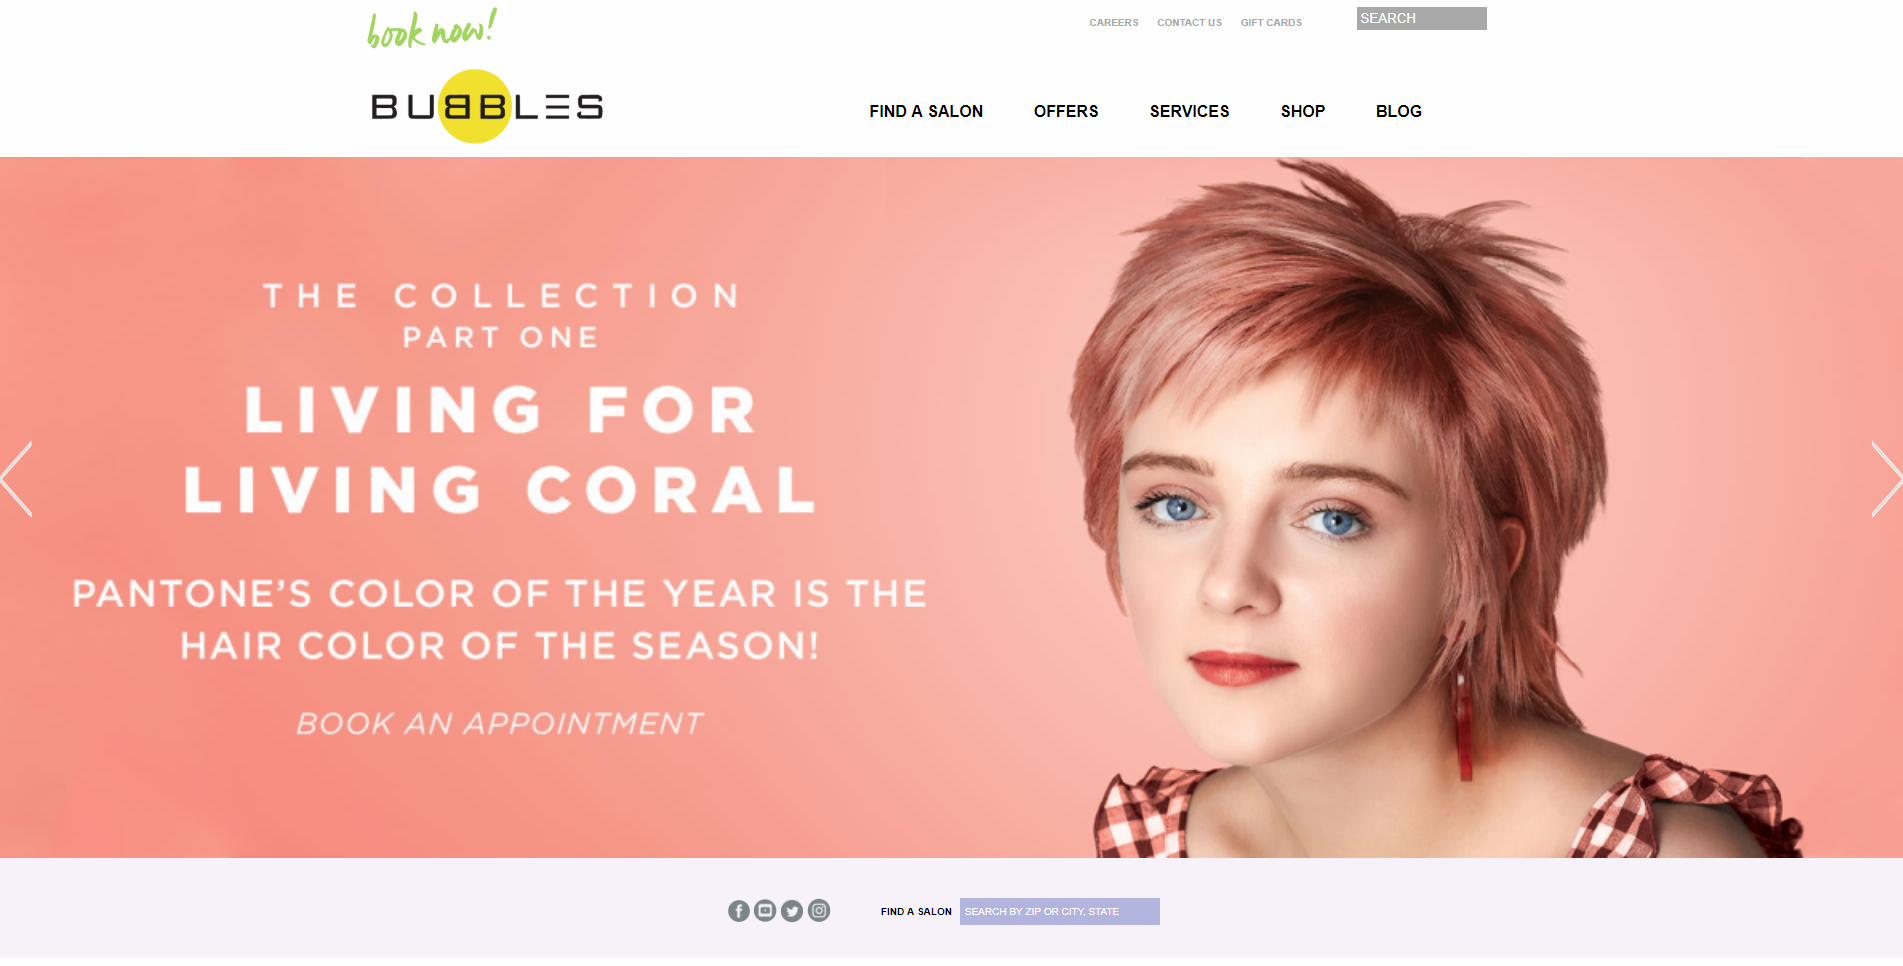 book now!
CAREERS CONTACT US GIFT CARDS
SEARCH
BUBBLES
FIND A SALON OFFERS SERVICES SHOP BLOG
THE COLLECTION
PART ONE
LIVING FOR
LIVING CORAL
PANTONE'S COLOR OF THE YEAR IS THE
HAIR COLOR OF THE SEASON!
BOOK AN APPOINTMENT
FIND A SALON SEARCH BY ZIP OR CITY, STATE